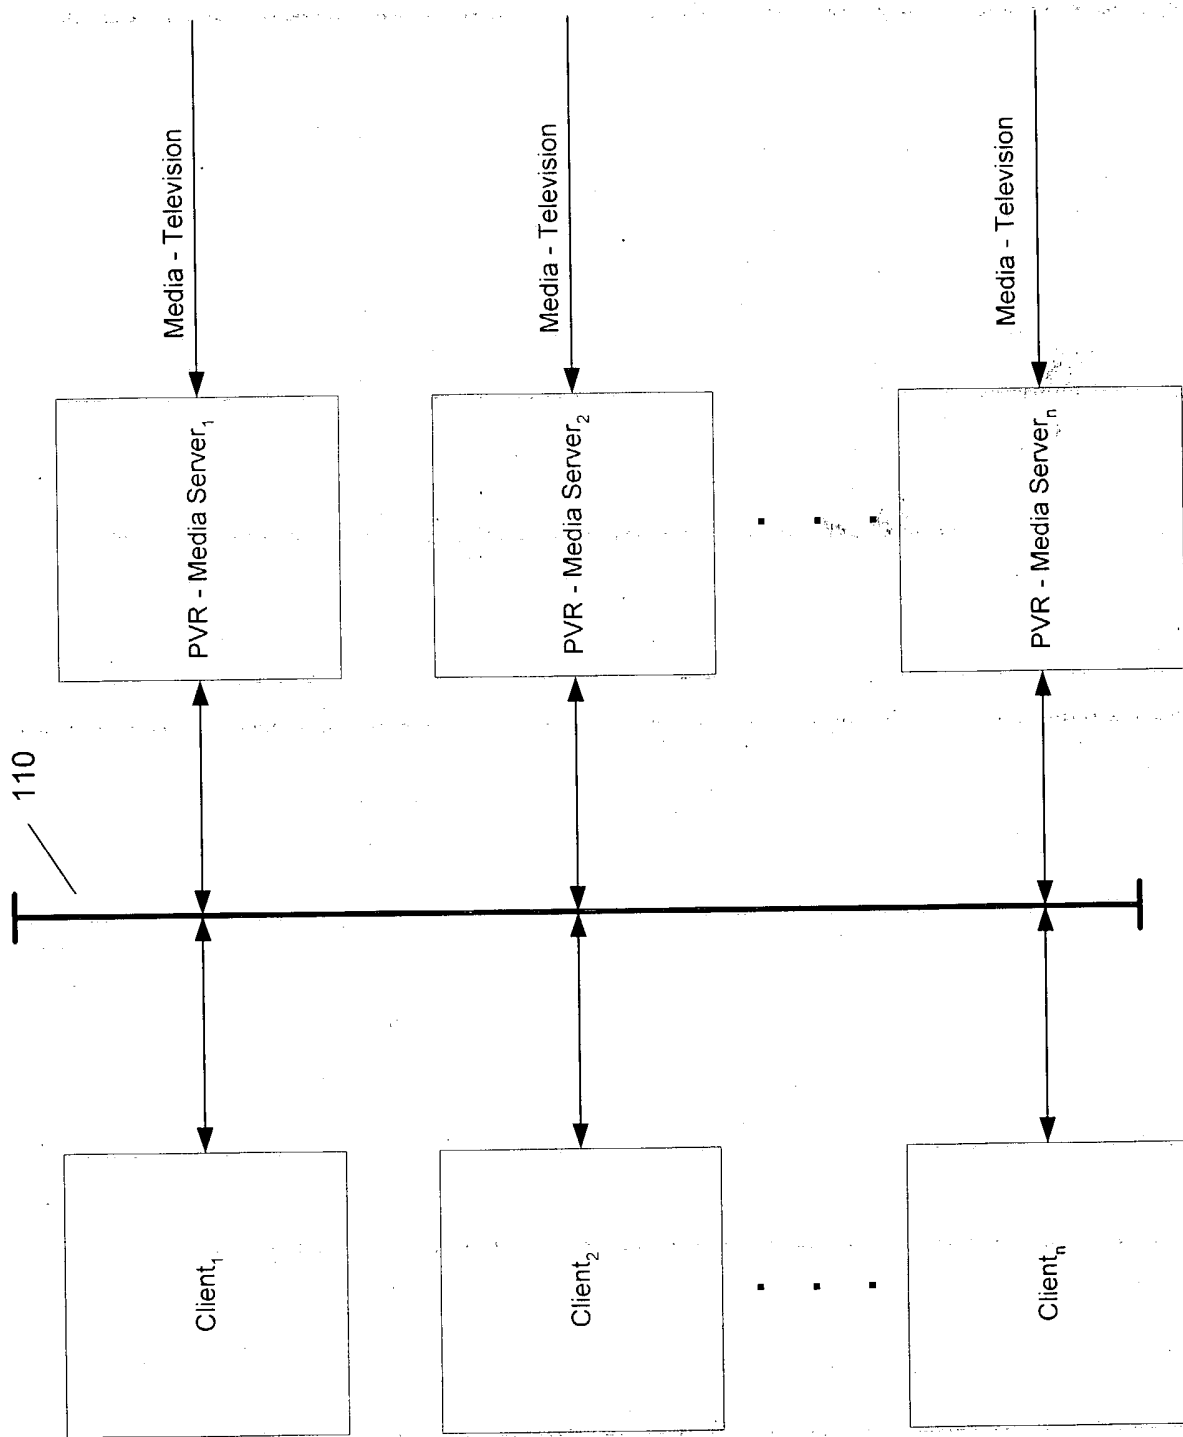 Media - Television
Media - Television
Media - Television
PVR - Media Server₁
PVR - Media Server₂
PVR - Media Serverₙ
110
Client₁
Client₂
Clientₙ